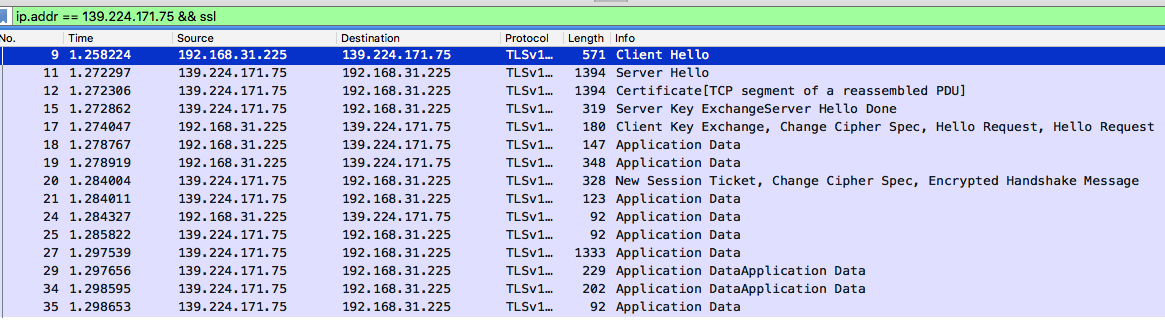 ip.addr == 139.224.171.75 && ssl
No. Time Source Destination Protocol Length Info
9 1.258224 192.168.31.225 139.224.171.75 TLSv1… 571 Client Hello
11 1.272297 139.224.171.75 192.168.31.225 TLSv1… 1394 Server Hello
12 1.272306 139.224.171.75 192.168.31.225 TLSv1… 1394 Certificate[TCP segment of a reassembled PDU]
15 1.272862 139.224.171.75 192.168.31.225 TLSv1… 319 Server Key ExchangeServer Hello Done
17 1.274047 192.168.31.225 139.224.171.75 TLSv1… 180 Client Key Exchange, Change Cipher Spec, Hello Request, Hello Request
18 1.278767 192.168.31.225 139.224.171.75 TLSv1… 147 Application Data
19 1.278919 192.168.31.225 139.224.171.75 TLSv1… 348 Application Data
20 1.284004 139.224.171.75 192.168.31.225 TLSv1… 328 New Session Ticket, Change Cipher Spec, Encrypted Handshake Message
21 1.284011 139.224.171.75 192.168.31.225 TLSv1… 123 Application Data
24 1.284327 192.168.31.225 139.224.171.75 TLSv1… 92 Application Data
25 1.285822 139.224.171.75 192.168.31.225 TLSv1… 92 Application Data
27 1.297539 139.224.171.75 192.168.31.225 TLSv1… 1333 Application Data
29 1.297656 139.224.171.75 192.168.31.225 TLSv1… 229 Application DataApplication Data
34 1.298595 139.224.171.75 192.168.31.225 TLSv1… 202 Application DataApplication Data
35 1.298653 139.224.171.75 192.168.31.225 TLSv1… 92 Application Data